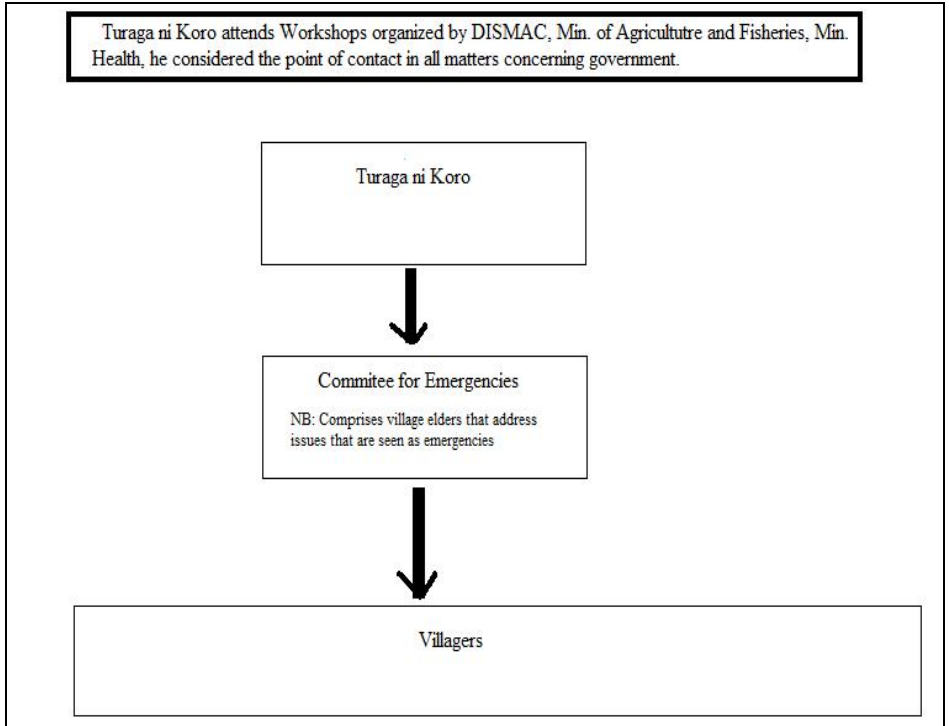 Turaga ni Koro attends Workshops organized by DISMAC, Min. of Agricultutre and Fisheries, Min.
Health, he considered the point of contact in all matters concerning government.
Turaga ni Koro
Commitee for Emergencies
NB: Comprises village elders that address
issues that are seen as emergencies
Villagers